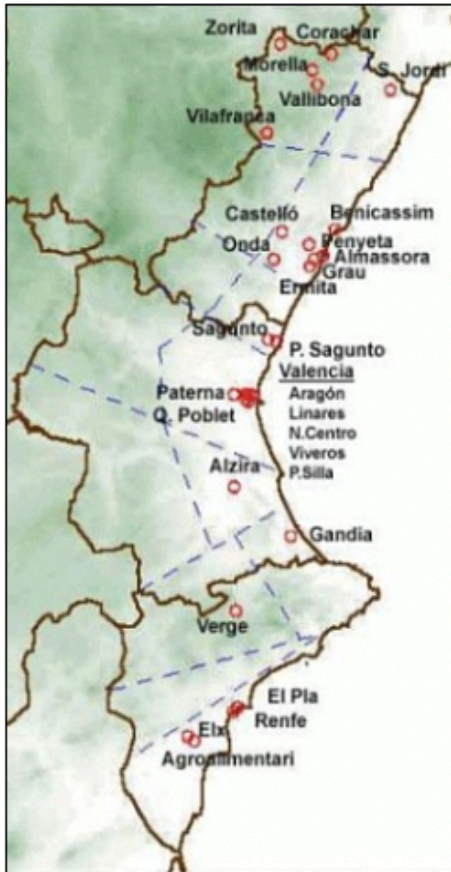 Zorita
Corachar
Morella
S. Jordi
Vallibona
Vilafranca
Castelló
Benicassim
Onda
Penyeta
Almassora
Grau
Ermita
Sagunto
P. Sagunto
Valencia
Paterna
Aragón
Q. Poblet
Linares
N.Centro
Viveros
P.Silla
Alzira
Gandia
Verge
El Pla
Renfe
Elx
Agroalimentari